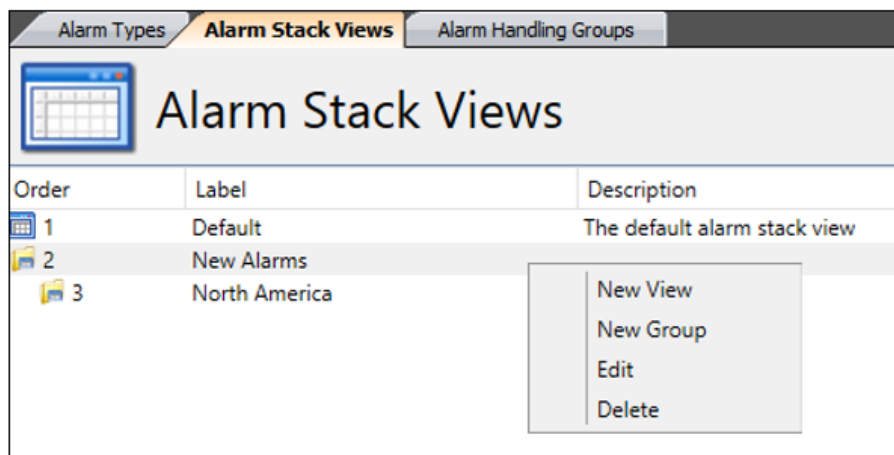 Alarm Types Alarm Stack Views Alarm Handling Groups
Alarm Stack Views
Order Label Description
1 Default The default alarm stack view
2 New Alarms
3 North America
New View
New Group
Edit
Delete